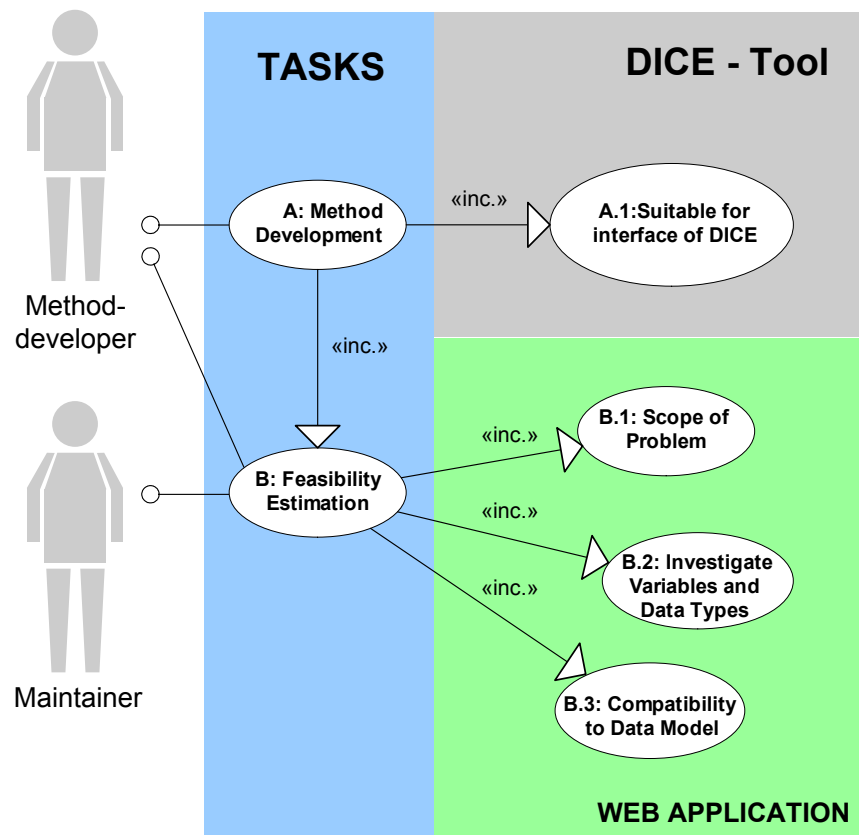 TASKS
DICE - Tool
A: Method
Development
«inc.»
A.1:Suitable for
interface of DICE
Method-
developer
«inc.»
B: Feasibility
Estimation
«inc.»
B.1: Scope of
Problem
«inc.»
B.2: Investigate
Variables and
Data Types
«inc.»
B.3: Compatibility
to Data Model
Maintainer
WEB APPLICATION